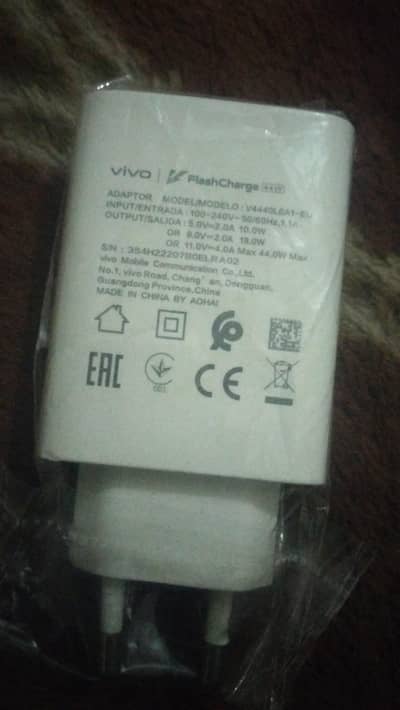 vivo FlashCharge 44W
ADAPTOR MODEL/MODELO : V4440L0A1-EU
INPUT/ENTRADA : 100-240V~50/60Hz,1.1A
OUTPUT/SALIDA : 5.0V⎓2.0A 10.0W
OR 9.0V⎓2.0A 18.0W
OR 11.0V⎓4.0A Max 44.0W Max
vivo Mobile Communication Co.,Ltd.
No.1, vivo Road, Chang'an, Dongguan,
Guangdong Province,China
MADE IN CHINA BY AOHAI
EAC CE